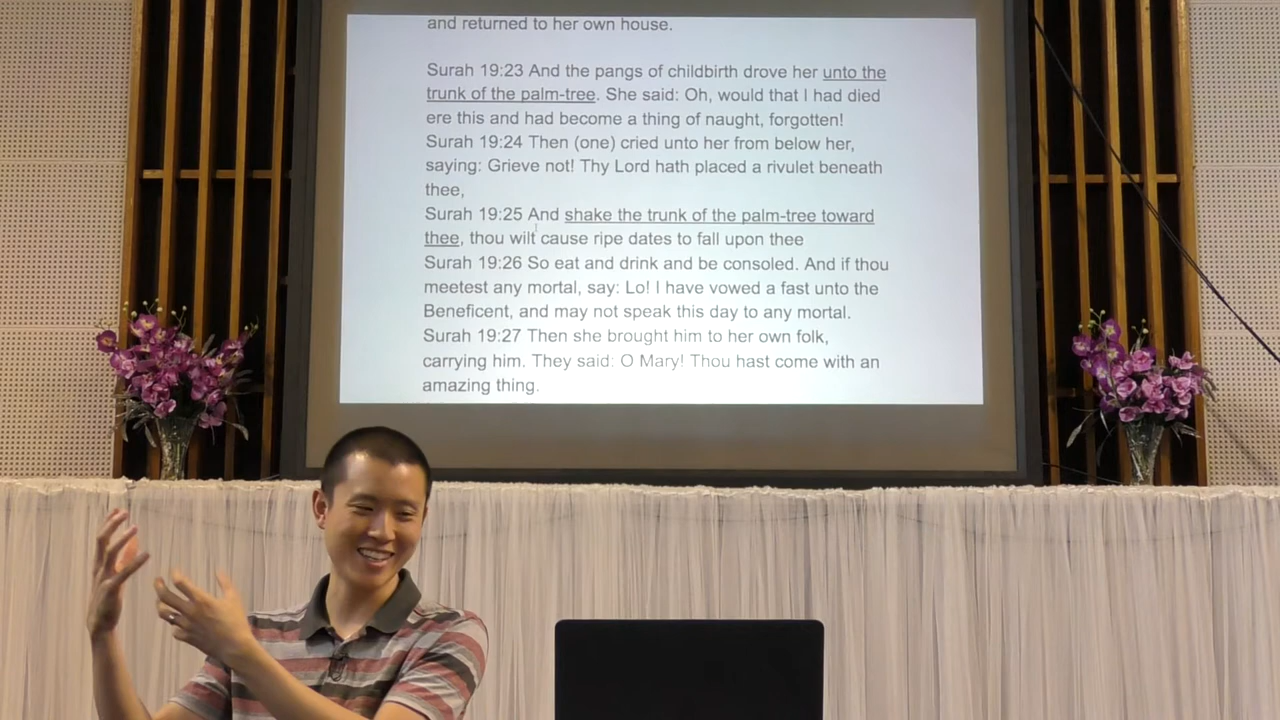 and returned to her own house.
Surah 19:23 And the pangs of childbirth drove her unto the
trunk of the palm-tree. She said: Oh, would that I had died
ere this and had become a thing of naught, forgotten!
Surah 19:24 Then (one) cried unto her from below her,
saying: Grieve not! Thy Lord hath placed a rivulet beneath
thee,
Surah 19:25 And shake the trunk of the palm-tree toward
thee, thou wilt cause ripe dates to fall upon thee
Surah 19:26 So eat and drink and be consoled. And if thou
meetest any mortal, say: Lo! I have vowed a fast unto the
Beneficent, and may not speak this day to any mortal.
Surah 19:27 Then she brought him to her own folk,
carrying him. They said: O Mary! Thou hast come with an
amazing thing.